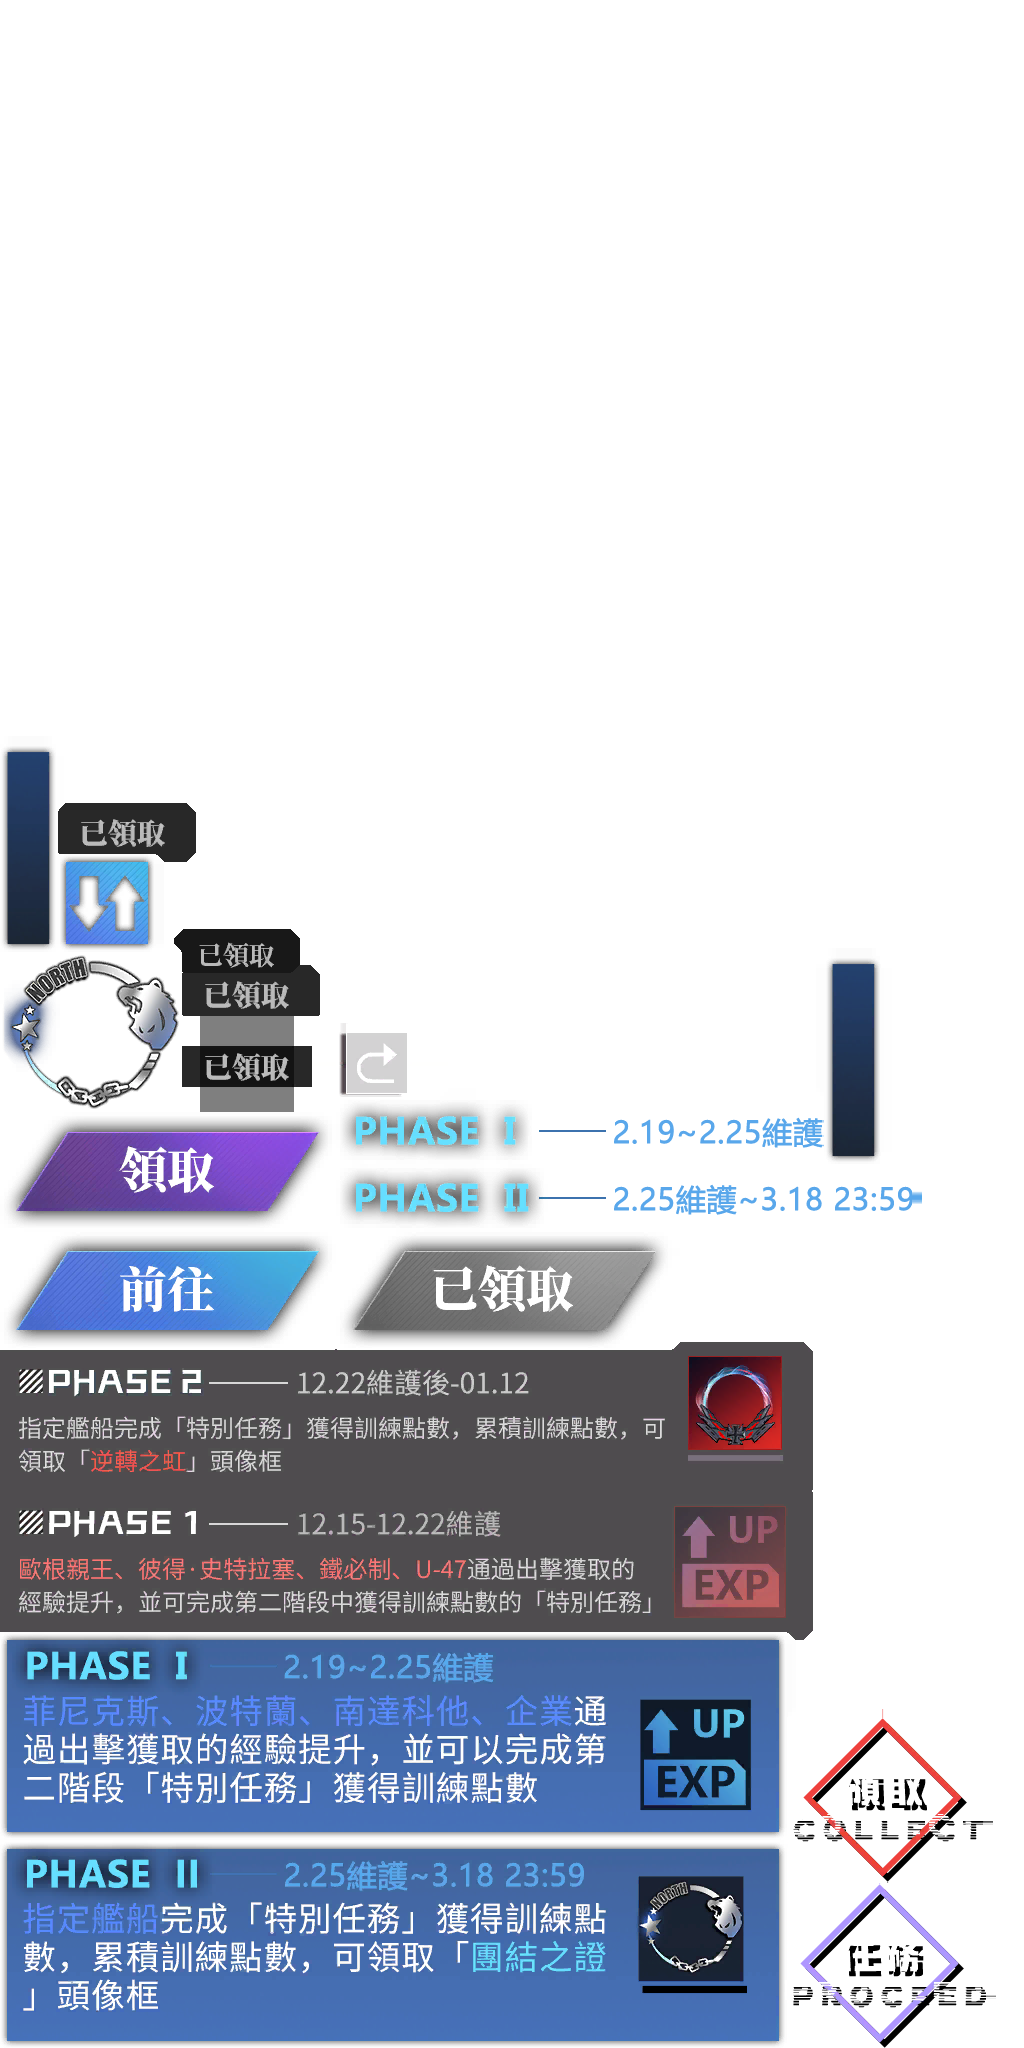 已領取
已領取
NORTH
已領取
已領取
PHASE I 2.19~2.25維護
領取
PHASE II 2.25維護~3.18 23:59
前往
已領取
PHASE 2 12.22維護後-01.12
指定艦船完成「特別任務」獲得訓練點數，累積訓練點數，可
領取「逆轉之虹」頭像框
PHASE 1 12.15-12.22維護
歐根親王、彼得·史特拉塞、鐵必制、U-47通過出擊獲取的
經驗提升，並可完成第二階段中獲得訓練點數的「特別任務」
UP
EXP
PHASE I 2.19~2.25維護
菲尼克斯、波特蘭、南達科他、企業通
過出擊獲取的經驗提升，並可以完成第
二階段「特別任務」獲得訓練點數
UP
EXP
領取
COLLECT
PHASE II 2.25維護~3.18 23:59
指定艦船完成「特別任務」獲得訓練點
數，累積訓練點數，可領取「團結之證
」頭像框
NORTH
任務
PROCEED